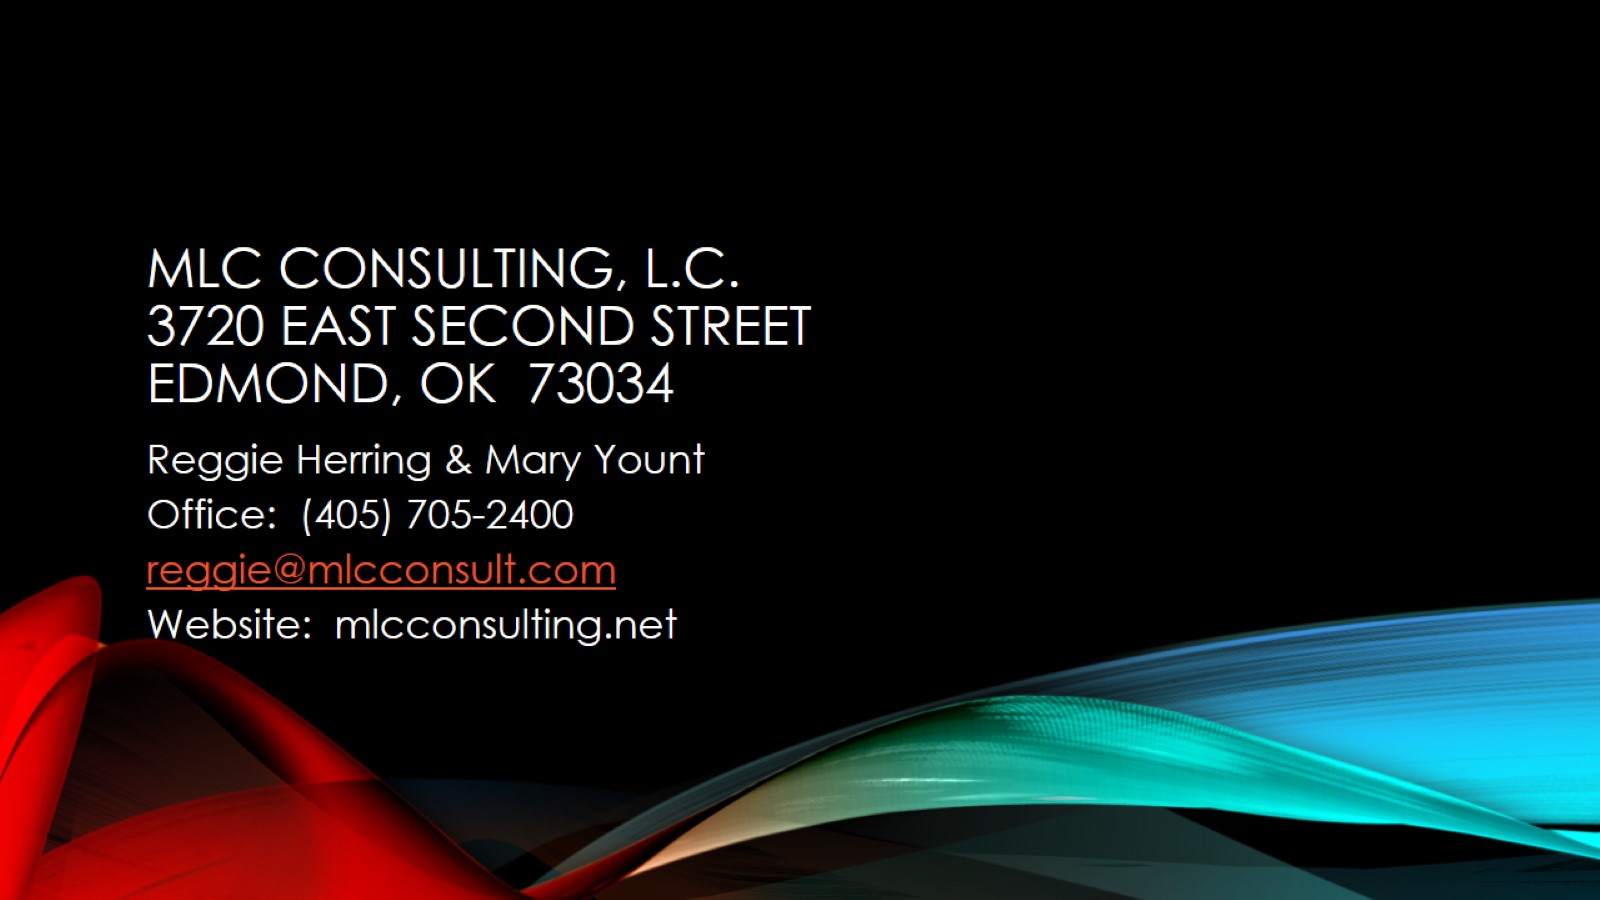 MLC CONSULTING, L.C.
3720 EAST SECOND STREET
EDMOND, OK  73034
Reggie Herring & Mary Yount
Office:  (405) 705-2400
reggie@mlcconsult.com
Website:  mlcconsulting.net